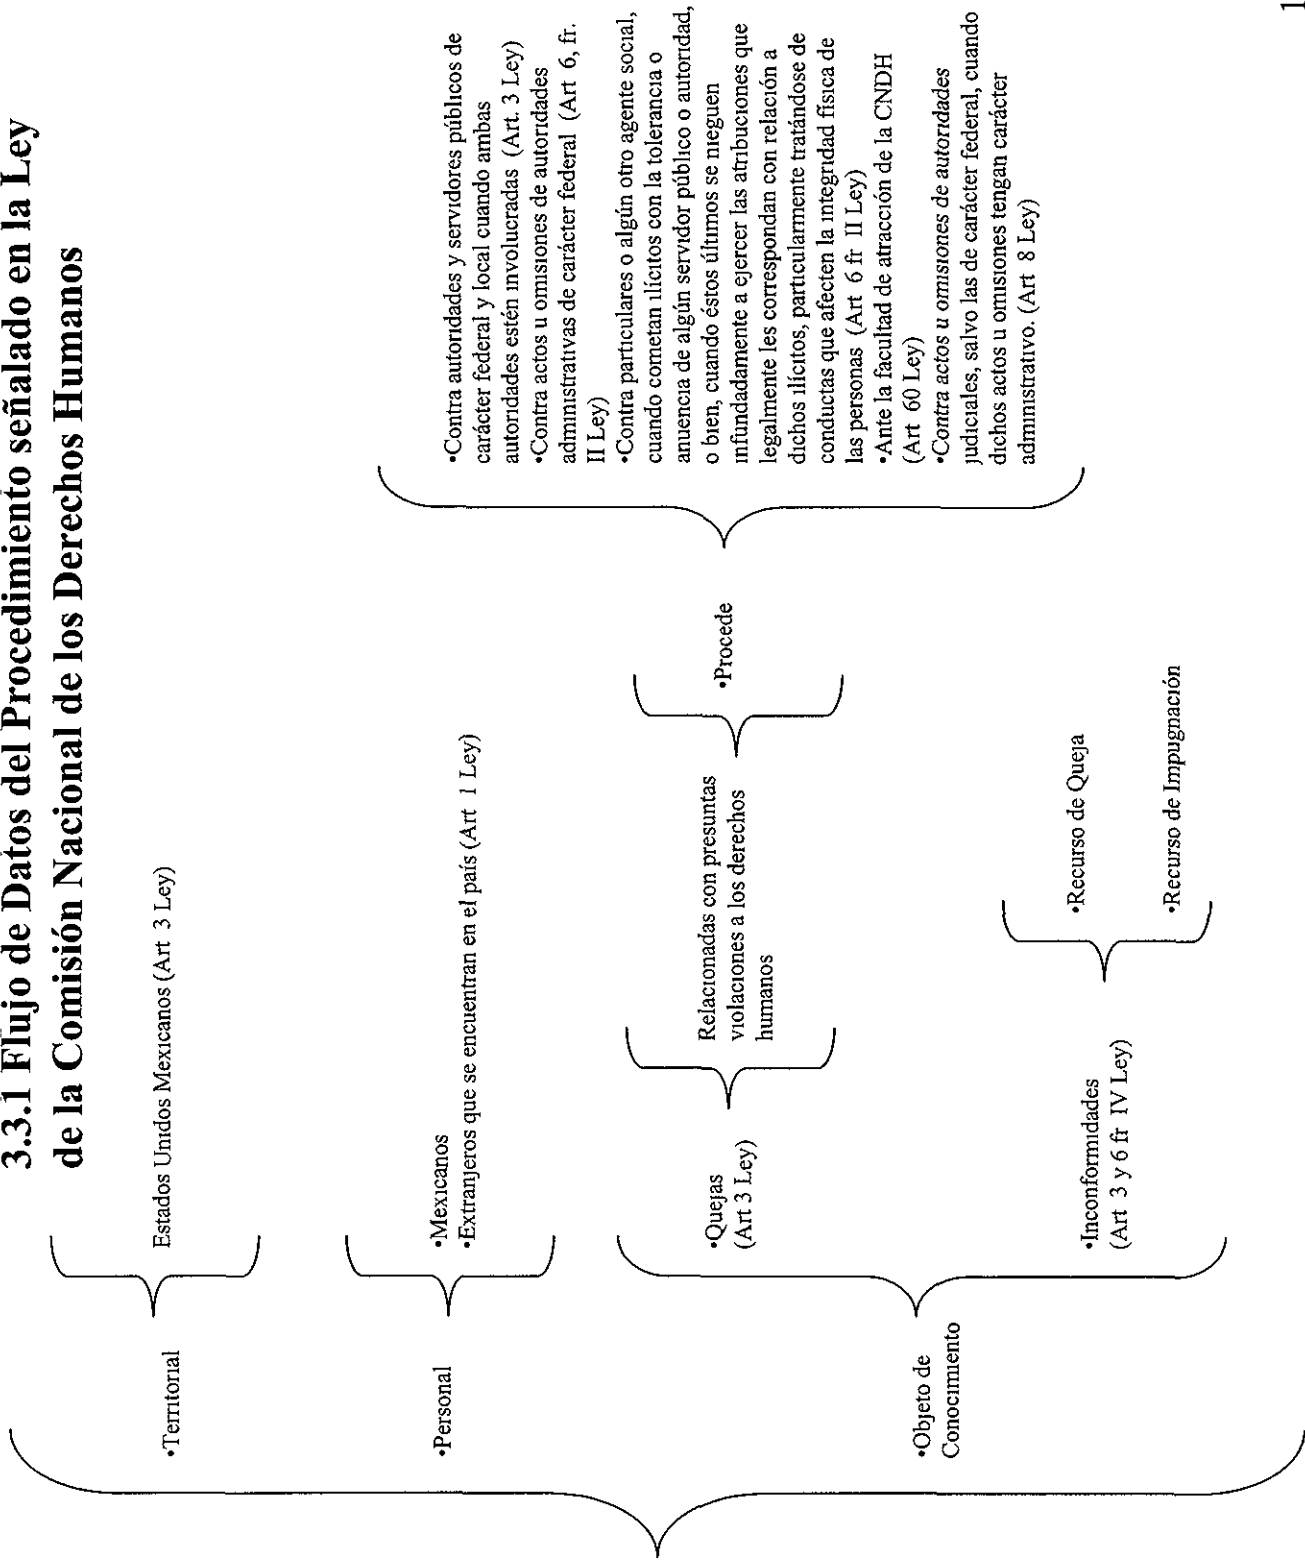 3.3.1 Flujo de Datos del Procedimiento señalado en la Ley
de la Comisión Nacional de los Derechos Humanos
•Territorial
Estados Unidos Mexicanos (Art 3 Ley)
•Personal
•Mexicanos
•Extranjeros que se encuentran en el país (Art 1 Ley)
•Objeto de
Conocimiento
•Quejas
(Art 3 Ley)
Relacionadas con presuntas
violaciones a los derechos
humanos
•Procede
•Contra autoridades y servidores públicos de
carácter federal y local cuando ambas
autoridades estén involucradas (Art. 3 Ley)
•Contra actos u omisiones de autoridades
administrativas de carácter federal (Art 6, fr.
II Ley)
•Contra particulares o algún otro agente social,
cuando cometan ilícitos con la tolerancia o
anuencia de algún servidor público o autoridad,
o bien, cuando éstos últimos se nieguen
infundadamente a ejercer las atribuciones que
legalmente les correspondan con relación a
dichos ilícitos, particularmente tratándose de
conductas que afecten la integridad física de
las personas (Art 6 fr II Ley)
•Ante la facultad de atracción de la CNDH
(Art 60 Ley)
•Contra actos u omisiones de autoridades
judiciales, salvo las de carácter federal, cuando
dichos actos u omisiones tengan carácter
administrativo. (Art 8 Ley)
•Inconformidades
(Art 3 y 6 fr IV Ley)
•Recurso de Queja
•Recurso de Impugnación
1